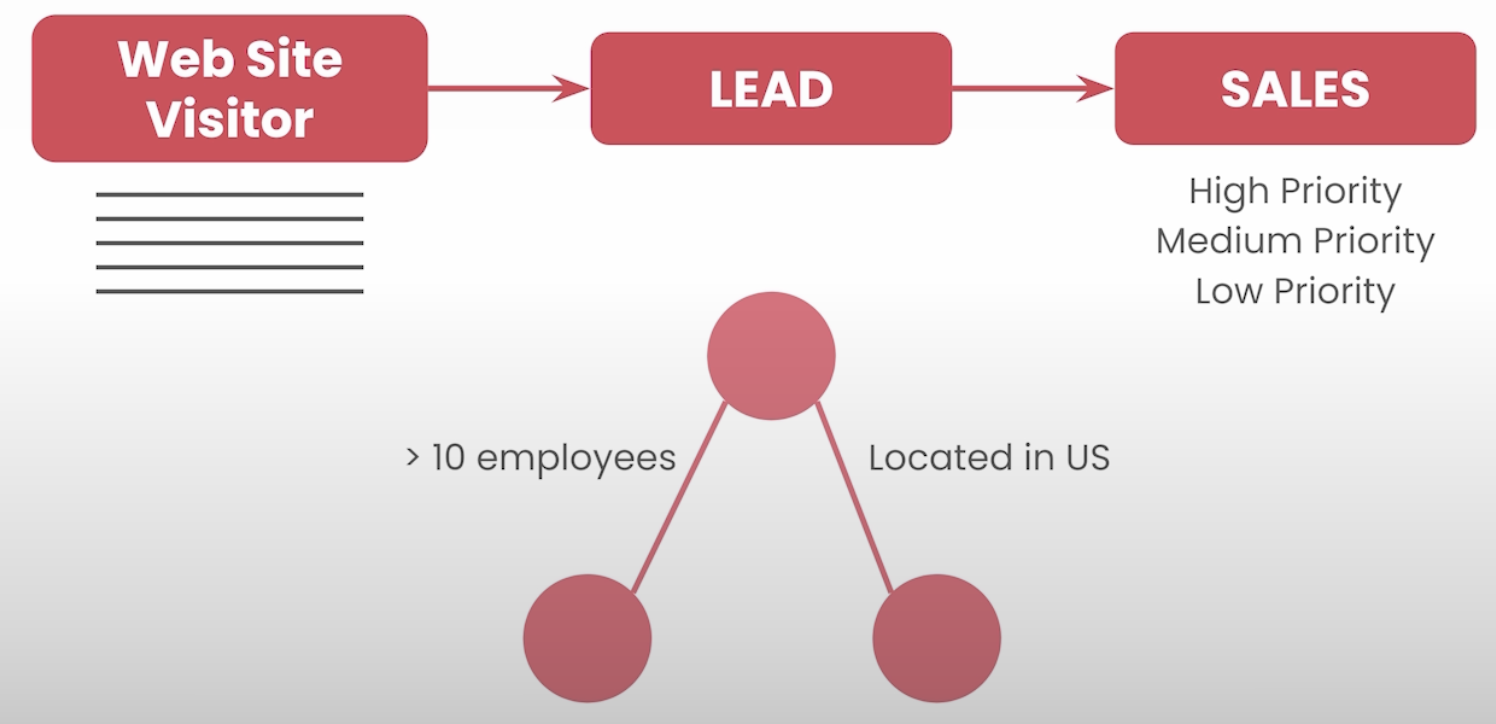 Web Site
Visitor
LEAD
SALES
High Priority
Medium Priority
Low Priority
> 10 employees
Located in US